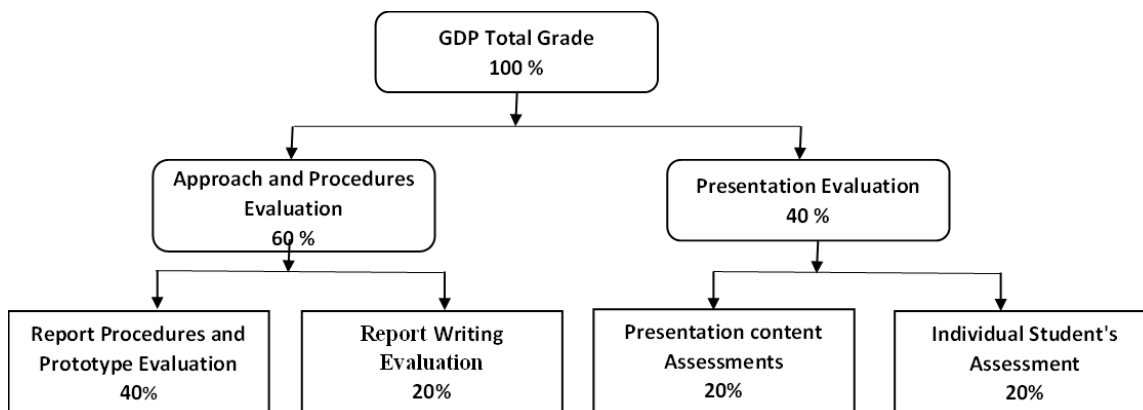 GDP Total Grade
100 %
Approach and Procedures
Evaluation
60 %
Presentation Evaluation
40 %
Report Procedures and
Prototype Evaluation
40%
Report Writing
Evaluation
20%
Presentation content
Assessments
20%
Individual Student's
Assessment
20%